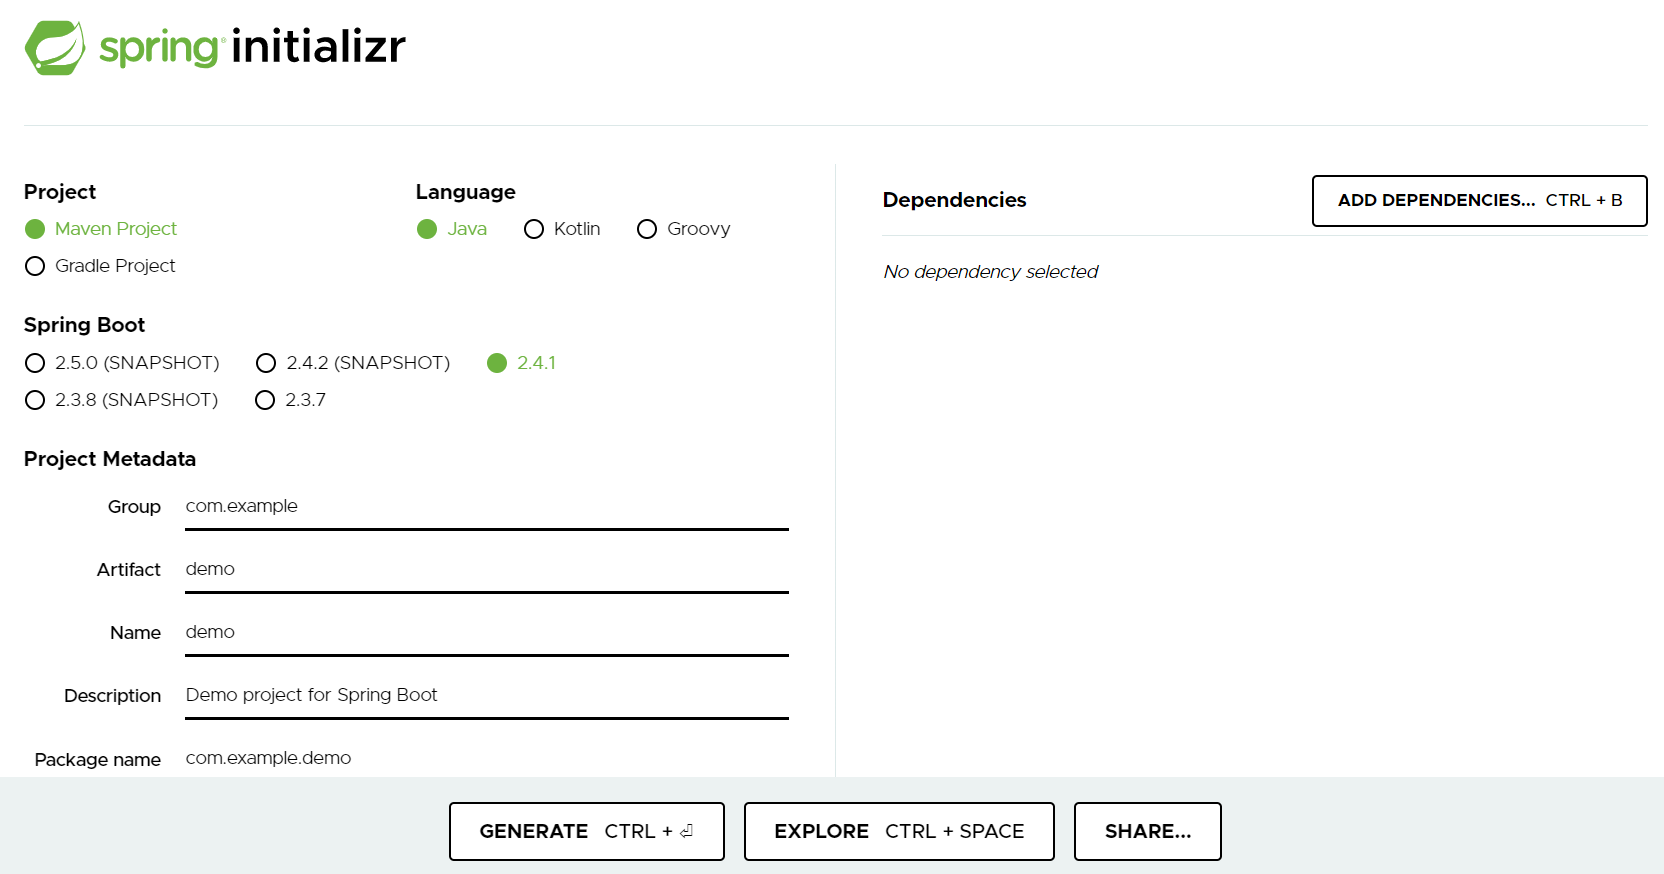 spring initializr
Project
Maven Project
Gradle Project
Language
Java Kotlin Groovy
Spring Boot
2.5.0 (SNAPSHOT) 2.4.2 (SNAPSHOT) 2.4.1
2.3.8 (SNAPSHOT) 2.3.7
Project Metadata
Group com.example
Artifact demo
Name demo
Description Demo project for Spring Boot
Package name com.example.demo
Dependencies
ADD DEPENDENCIES... CTRL + B
No dependency selected
GENERATE CTRL + ⏎
EXPLORE CTRL + SPACE
SHARE...